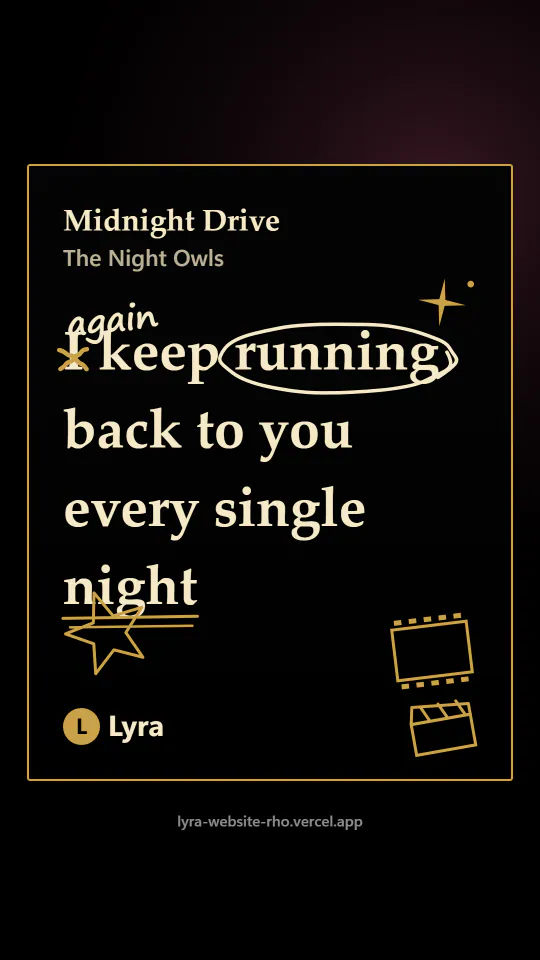 Midnight Drive
The Night Owls
again
I keep running
back to you
every single
night
L Lyra
lyra-website-rho.vercel.app